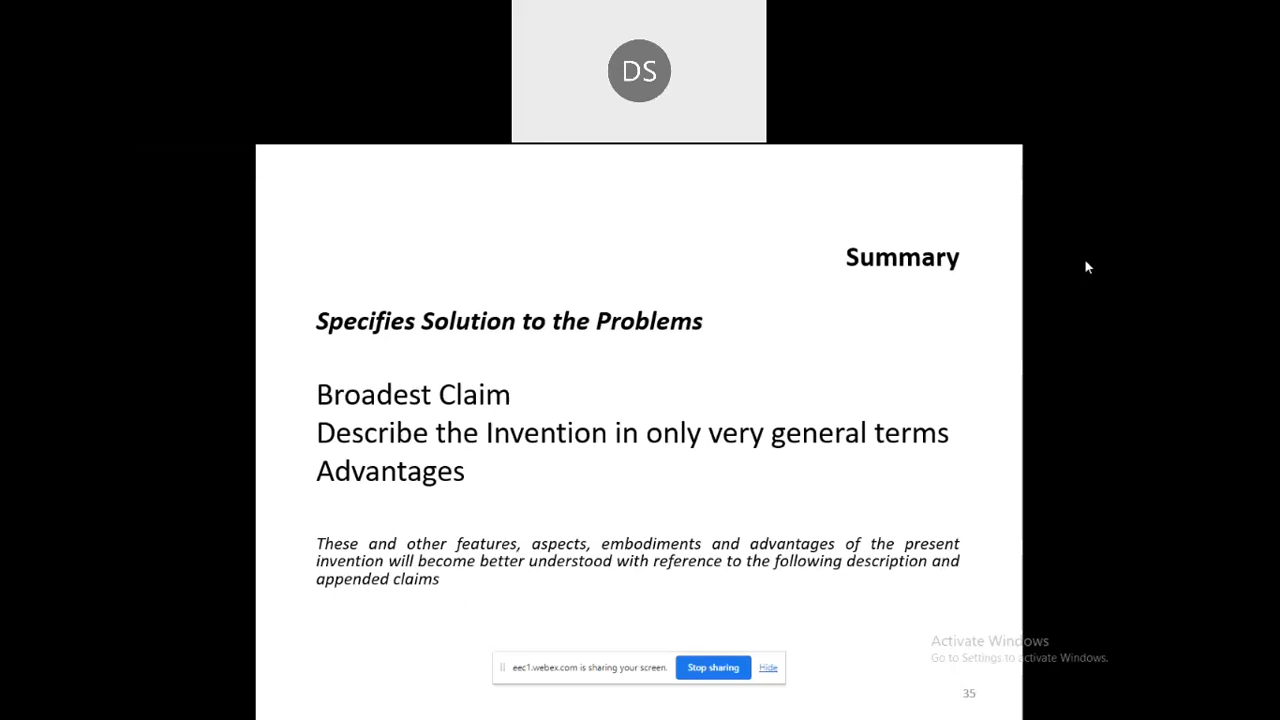 DS
Summary
Specifies Solution to the Problems
Broadest Claim
Describe the Invention in only very general terms
Advantages
These and other features, aspects, embodiments and advantages of the present
invention will become better understood with reference to the following description and
appended claims
Activate Windows
Go to Settings to activate Windows.
eec1.webex.com is sharing your screen.
Stop sharing
Hide
35